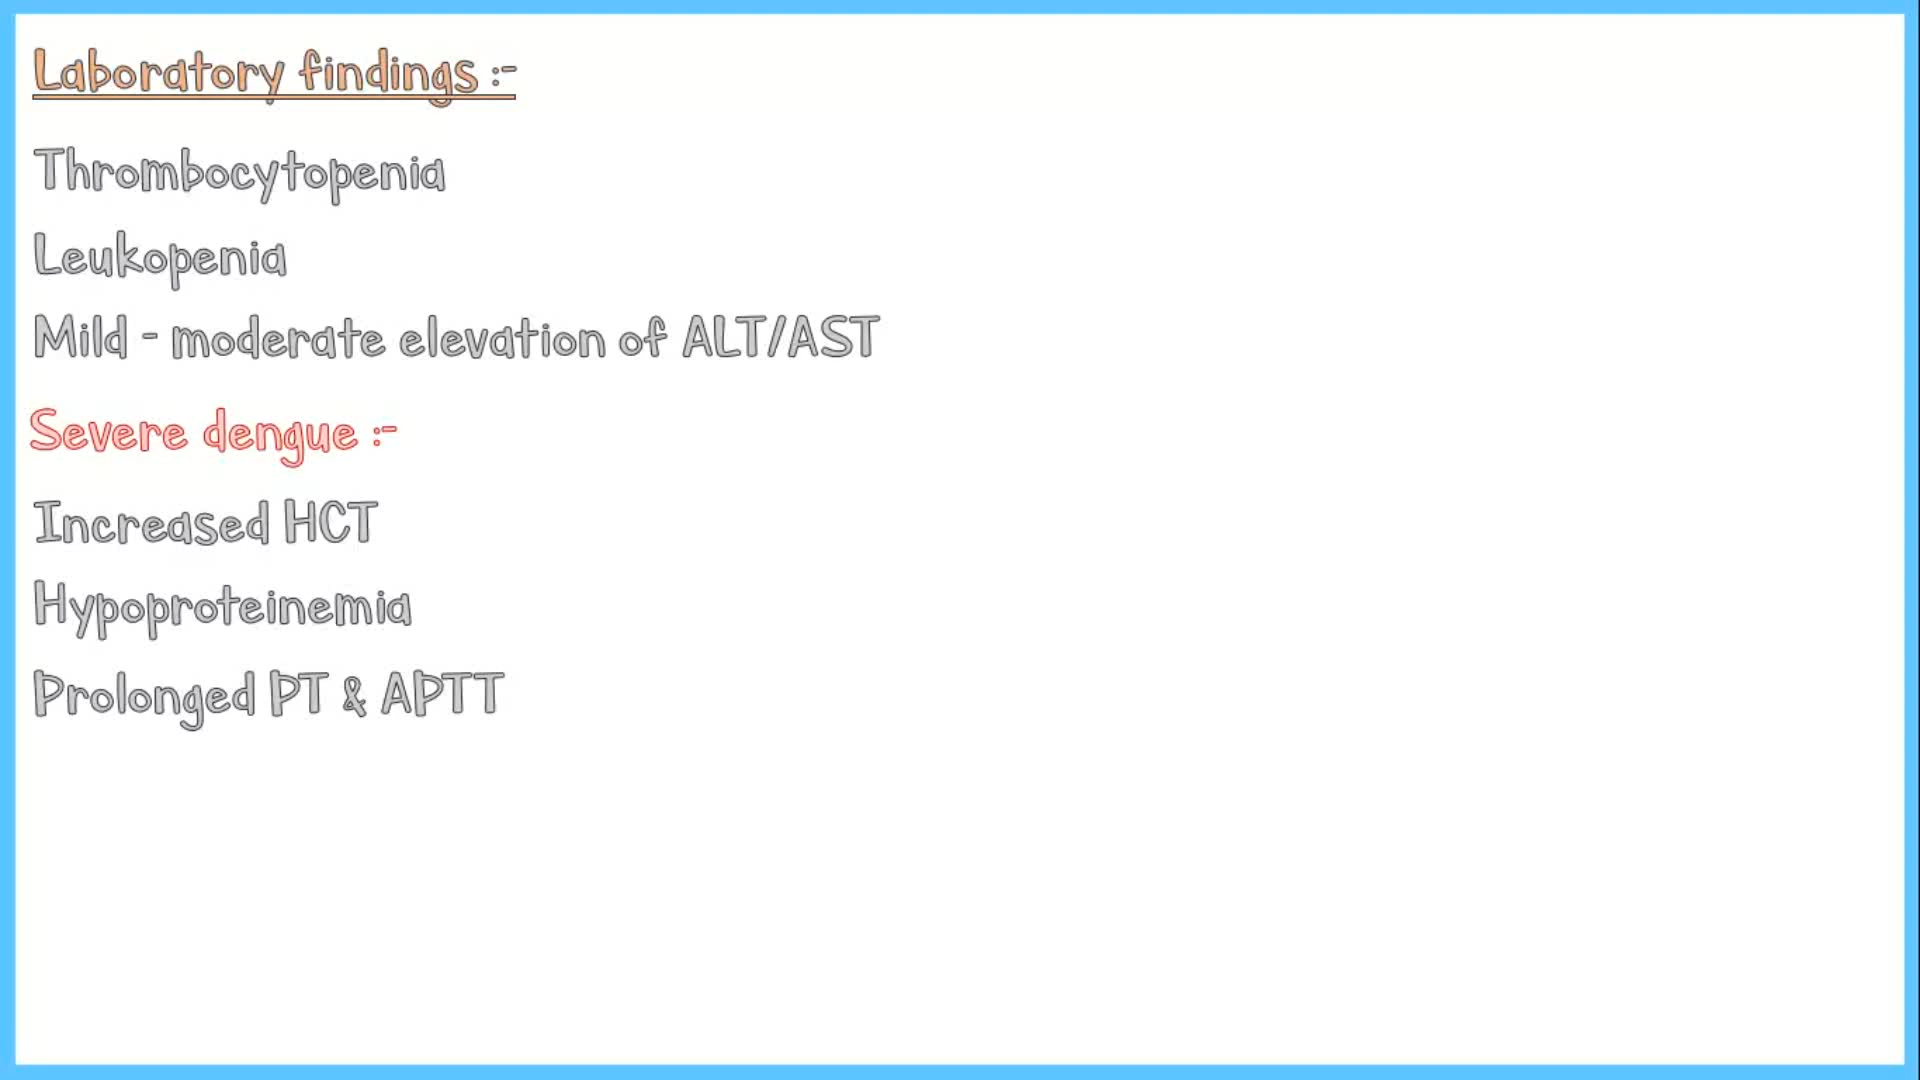 Laboratory findings :-
Thrombocytopenia
Leukopenia
Mild - moderate elevation of ALT/AST
Severe dengue :-
Increased HCT
Hypoproteinemia
Prolonged PT & APTT